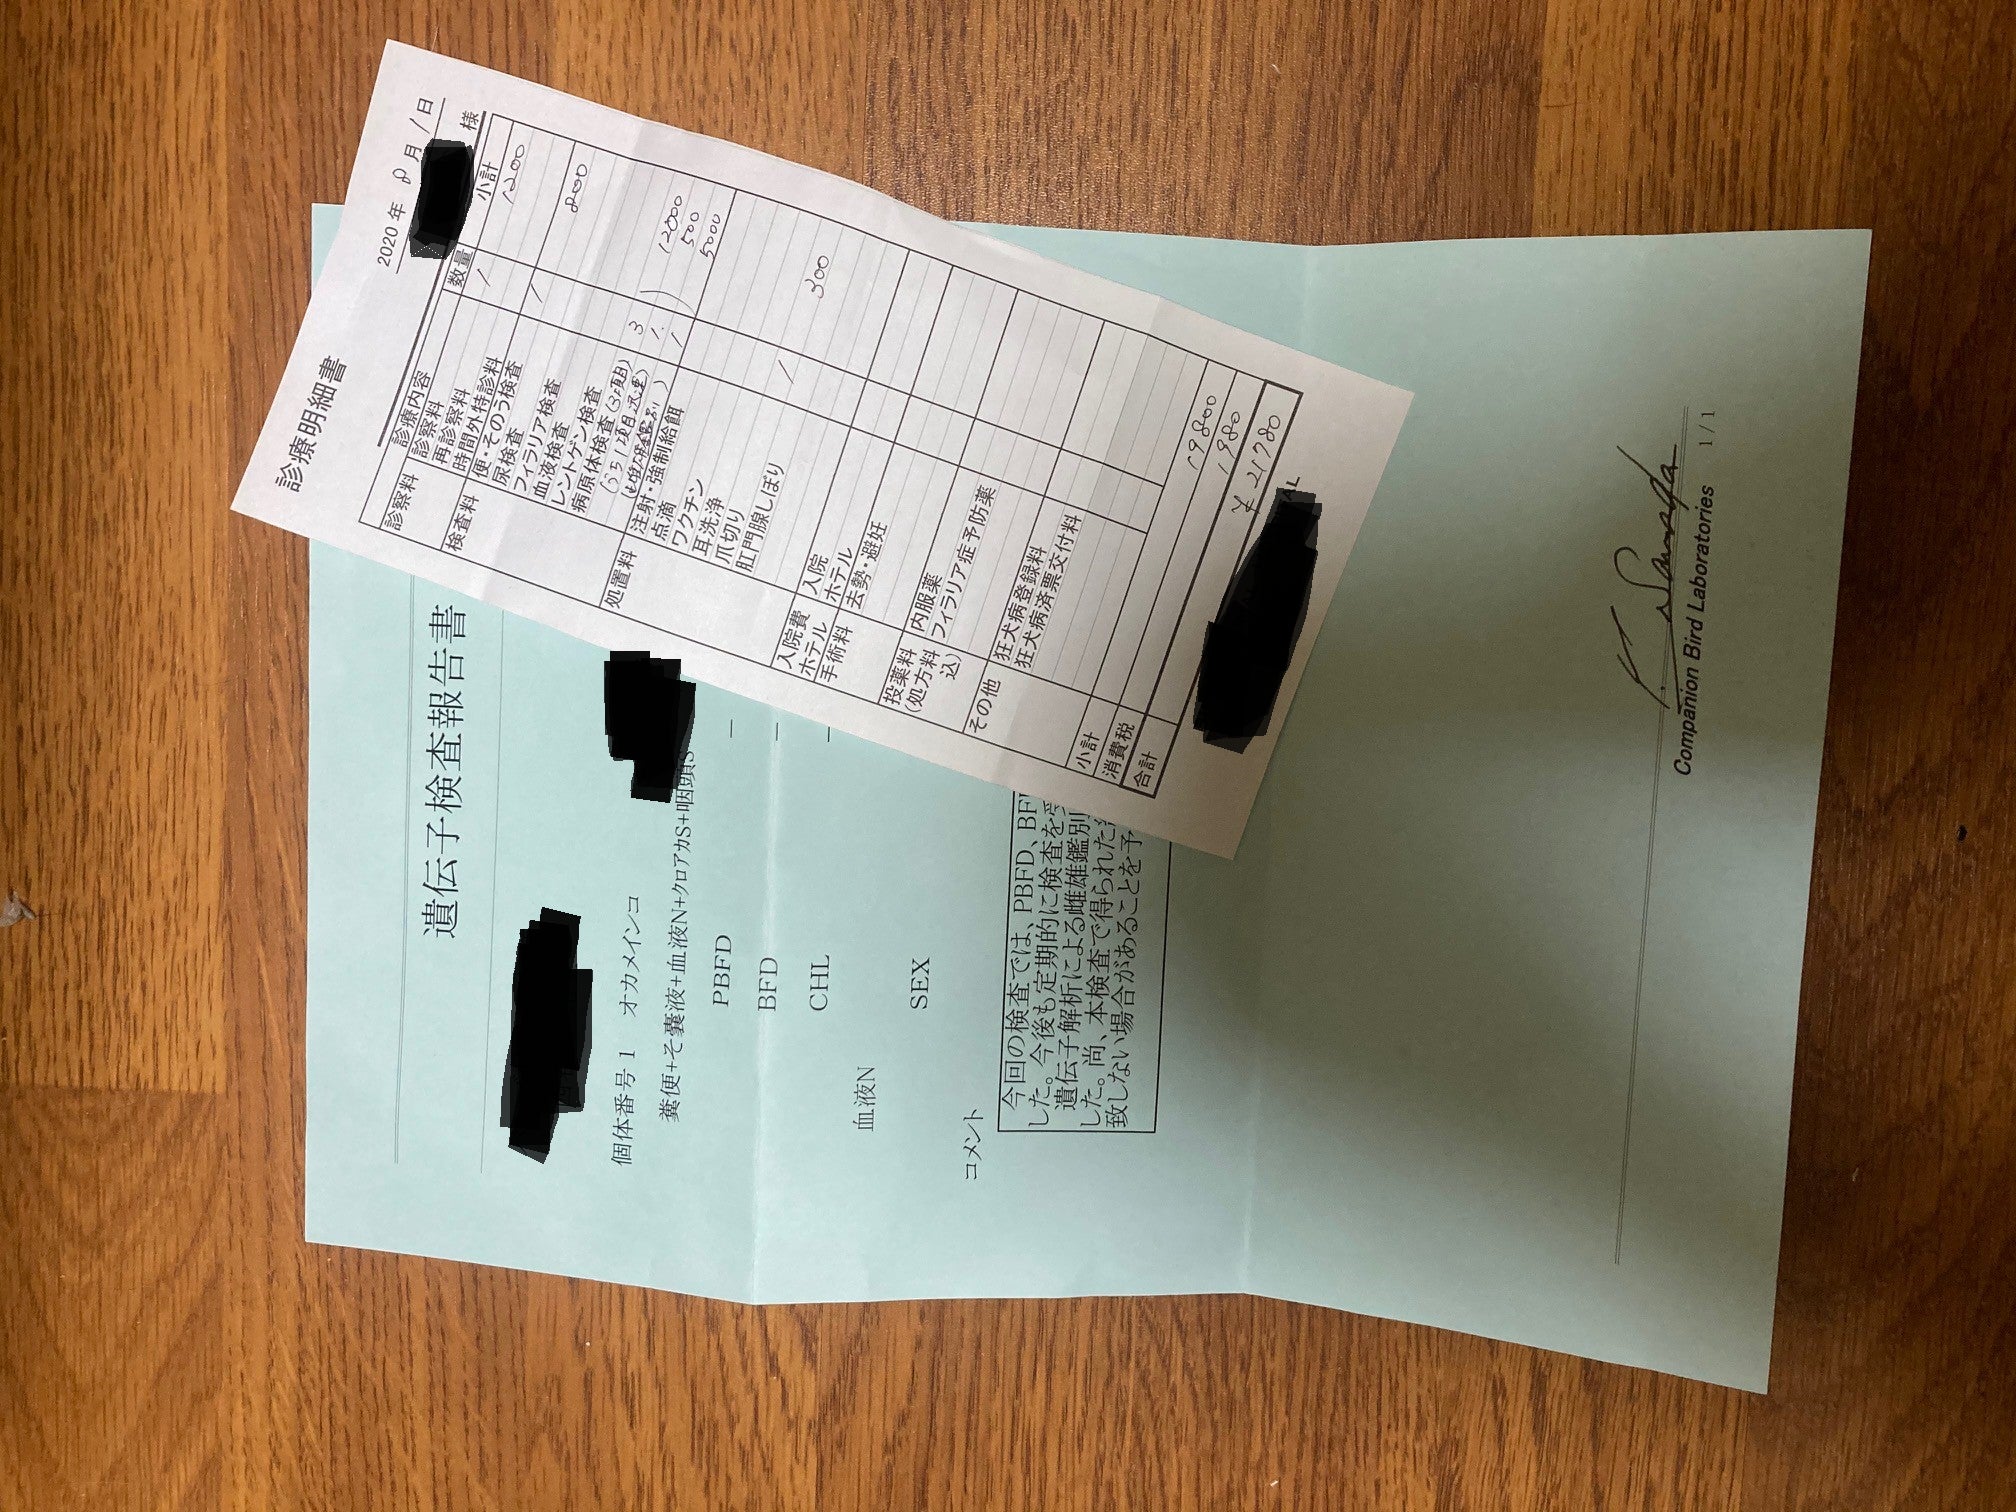 診療明細書
2020年 8月 1日
様
診療内容 数量 小計
診察料 診察料 1 1200
再診察料
時間外特診料
検査料 便・そのう検査 1 800
尿検査
フィラリア検査
血液検査
レントゲン検査
病原体検査(3項目) 3 12000
1 500
1 5000
処置料 注射・強制給餌
点滴
ワクチン
耳洗浄
爪切り 1 300
肛門腺しぼり
入院費 入院
ホテル ホテル
手術料 去勢・避妊
投薬料 内服薬
(処方料込) フィラリア症予防薬
その他 狂犬病登録料
狂犬病済票交付料
小計 19800
消費税 1980
合計 ¥21780
AL
遺伝子検査報告書
個体番号 1 オカメインコ
糞便+そ嚢液+血液N+クロアカS+咽頭S
PBFD −
BFD −
CHL −
血液N
SEX
コメント
今回の検査では、PBFD、BF
した。今後も定期的に検査を受
遺伝子解析による雌雄鑑別
した。尚、本検査で得られた
致しない場合があることを予
Companion Bird Laboratories 1/1